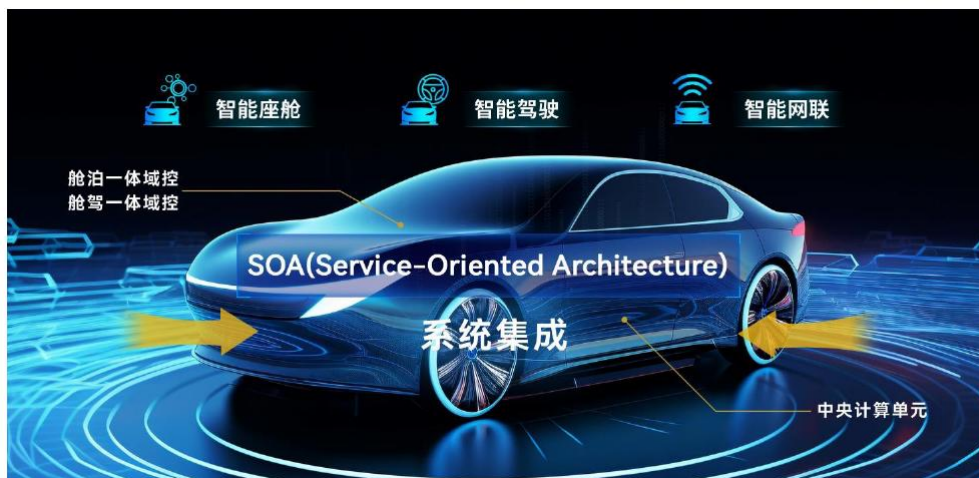 智能座舱
智能驾驶
智能网联
舱泊一体域控
舱驾一体域控
SOA(Service-Oriented Architecture)
系统集成
中央计算单元